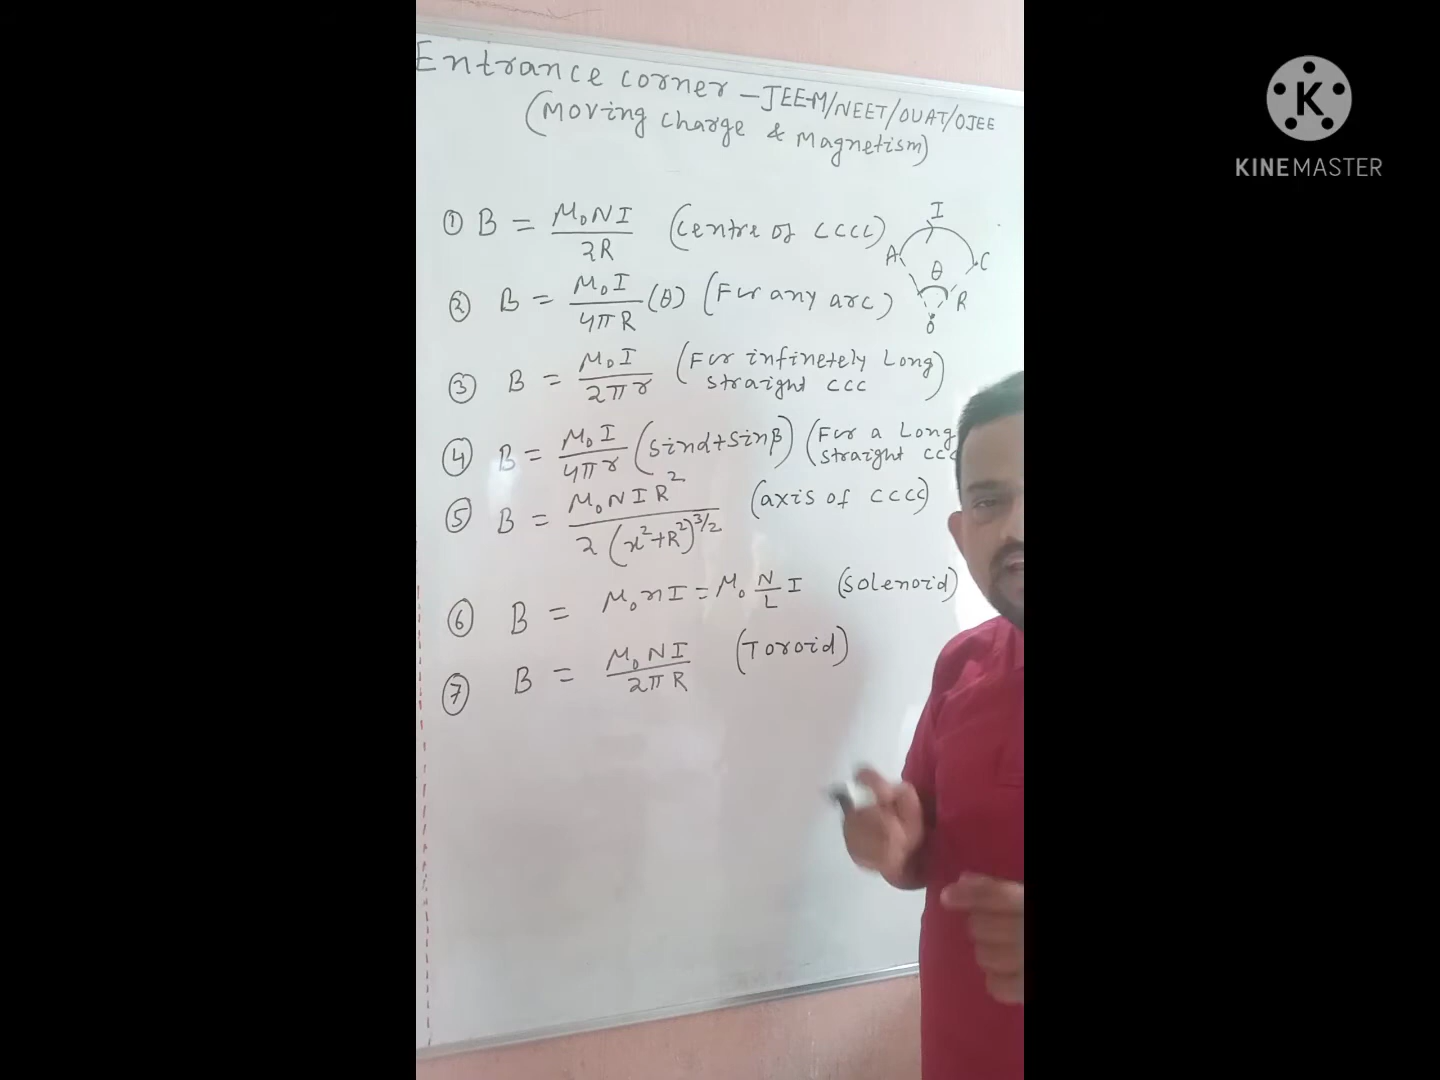 Entrance corner - JEE-M/NEET/OUAT/OJEE
(Moving charge & Magnetism)
① B = μ₀NI/2R (centre of CCCC)
② B = μ₀I/4πR (θ) (For any arc)
③ B = μ₀I/2πr (For infinetely Long straight CCC)
④ B = μ₀I/4πr (Sinα+Sinβ) (For a Long straight CCC
⑤ B = μ₀NIR²/2(x²+R²)^3/2 (axis of CCCC)
⑥ B = μ₀nI = μ₀ N/L I (Solenoid)
⑦ B = μ₀NI/2πR (Toroid)
I
A
C
θ
R
O
K
KINEMASTER